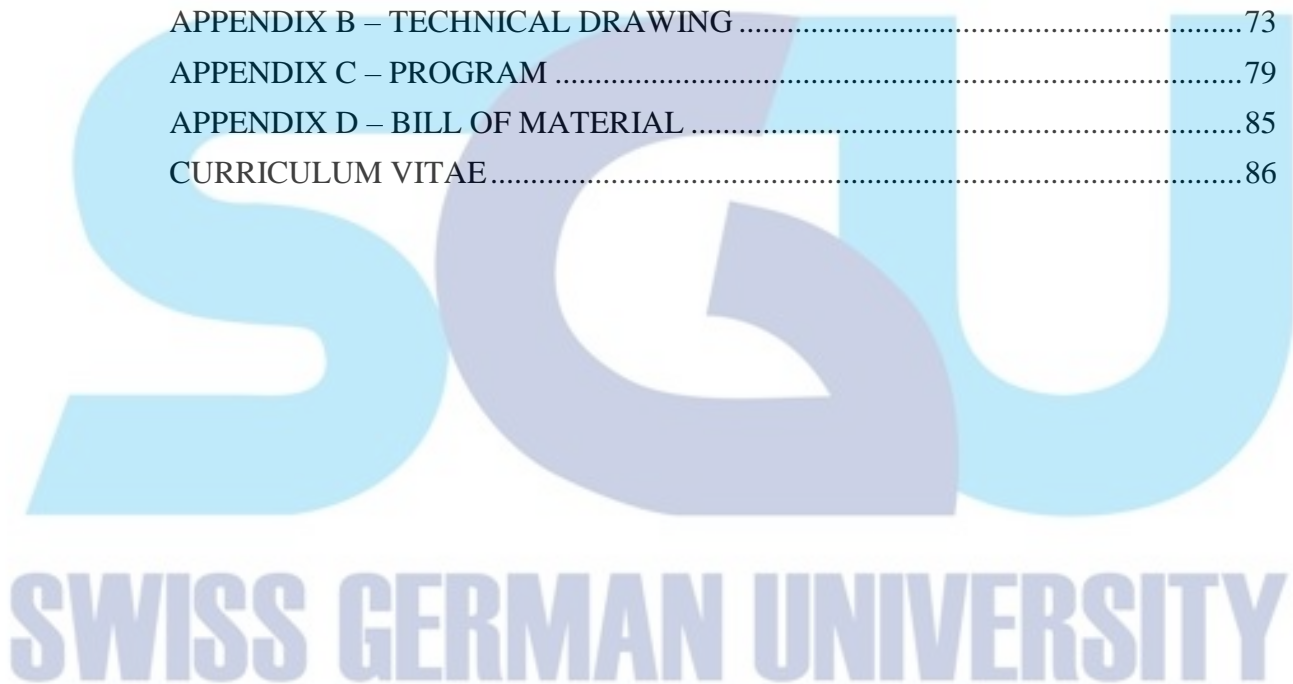 APPENDIX B – TECHNICAL DRAWING ........................................................................ 73
APPENDIX C – PROGRAM .................................................................................................. 79
APPENDIX D – BILL OF MATERIAL .............................................................................. 85
CURRICULUM VITAE ........................................................................................................... 86
SGU
SWISS GERMAN UNIVERSITY